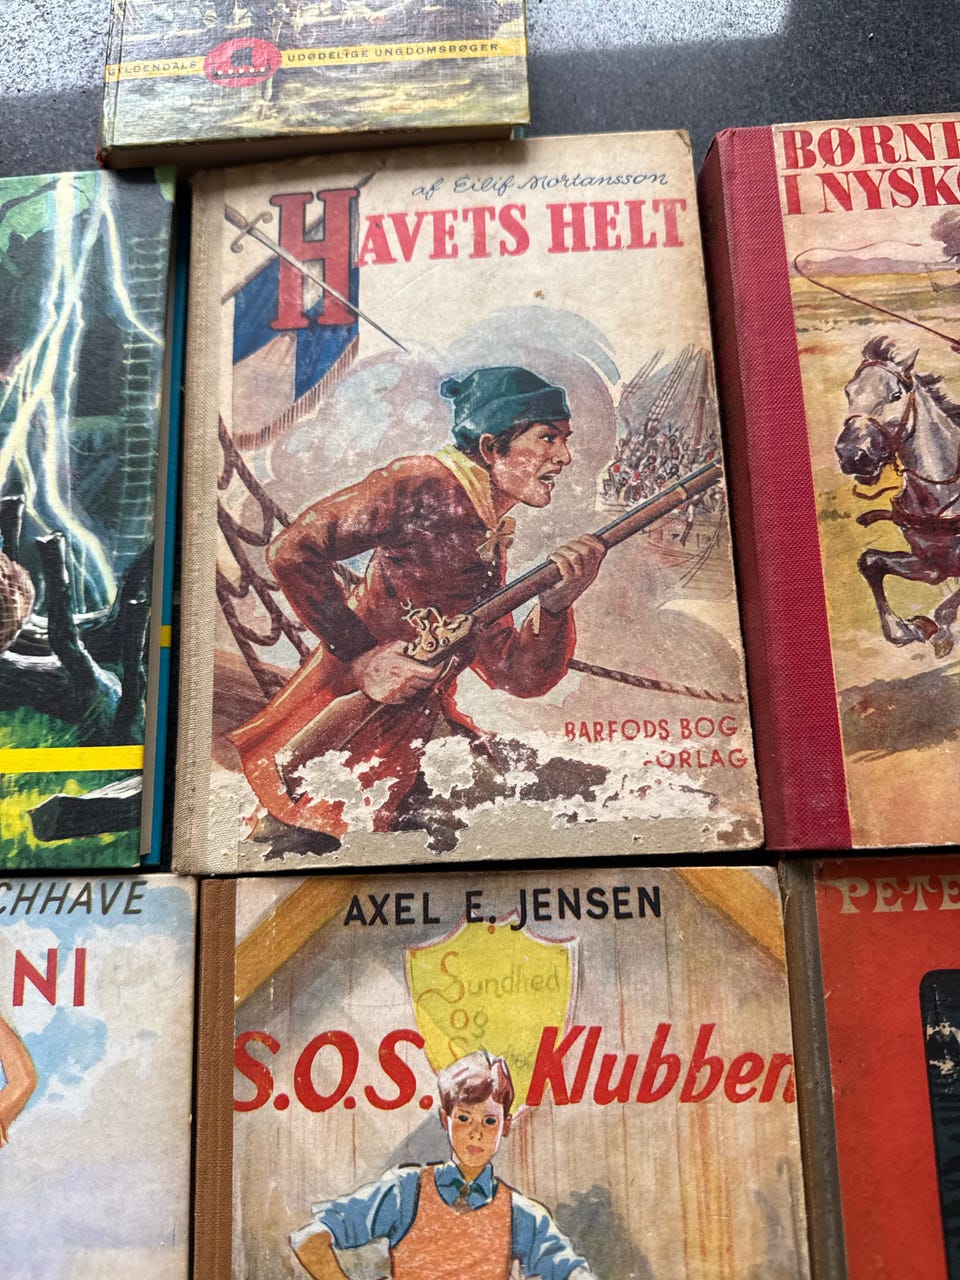 GYLDENDALS UDØDELIGE UNGDOMSBØGER
af Eilif Mortansson
HAVETS HELT
BARFODS BOG
ORLAG
BØRNE
I NYSKO
CHHAVE
NI
AXEL E. JENSEN
Sundhed
og
S.O.S. Klubben
PETE